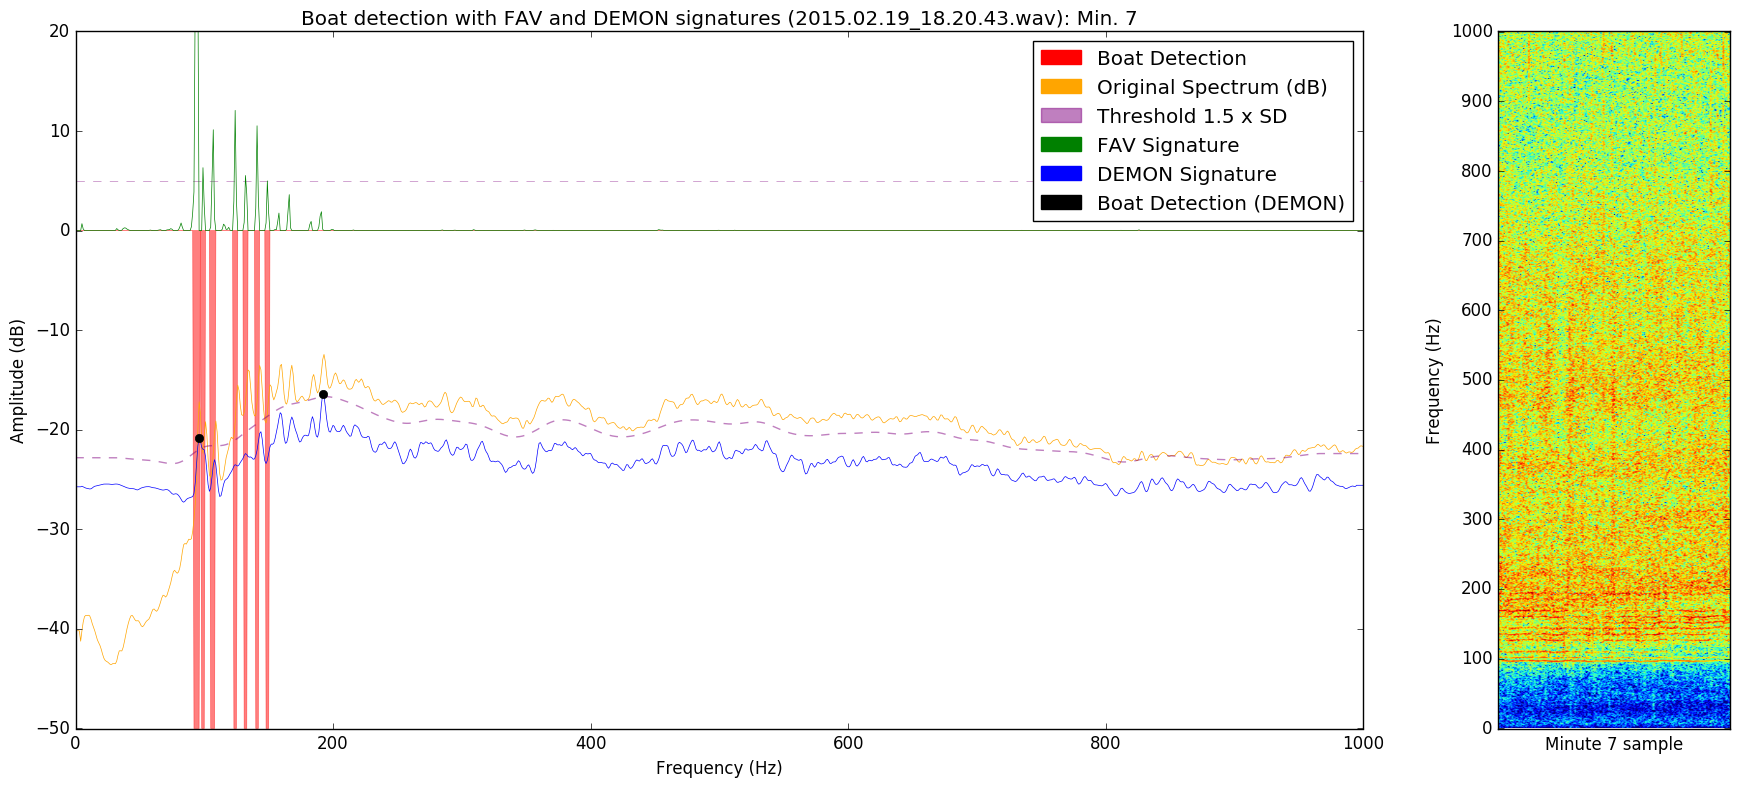 Boat detection with FAV and DEMON signatures (2015.02.19_18.20.43.wav): Min. 7
20
10
0
−10
−20
−30
−40
−50
Amplitude (dB)
0 200 400 600 800 1000
Frequency (Hz)
Boat Detection
Original Spectrum (dB)
Threshold 1.5 x SD
FAV Signature
DEMON Signature
Boat Detection (DEMON)
1000
900
800
700
600
500
400
300
200
100
0
Frequency (Hz)
Minute 7 sample